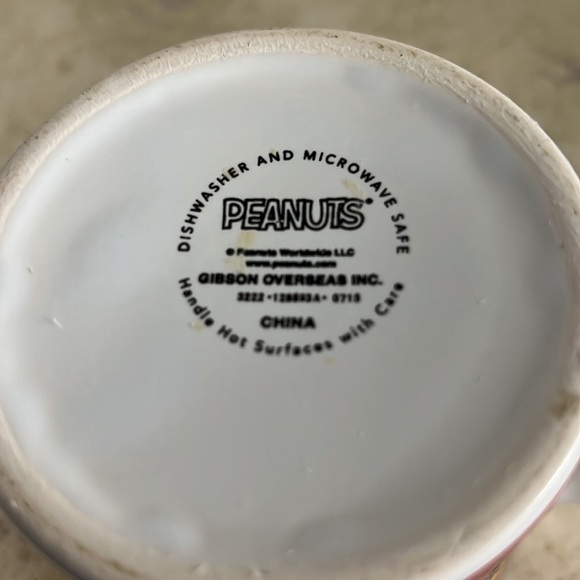 DISHWASHER AND MICROWAVE SAFE
PEANUTS®
© Peanuts Worldwide LLC
www.peanuts.com
GIBSON OVERSEAS INC.
CHINA
Handle Hot Surfaces with Care